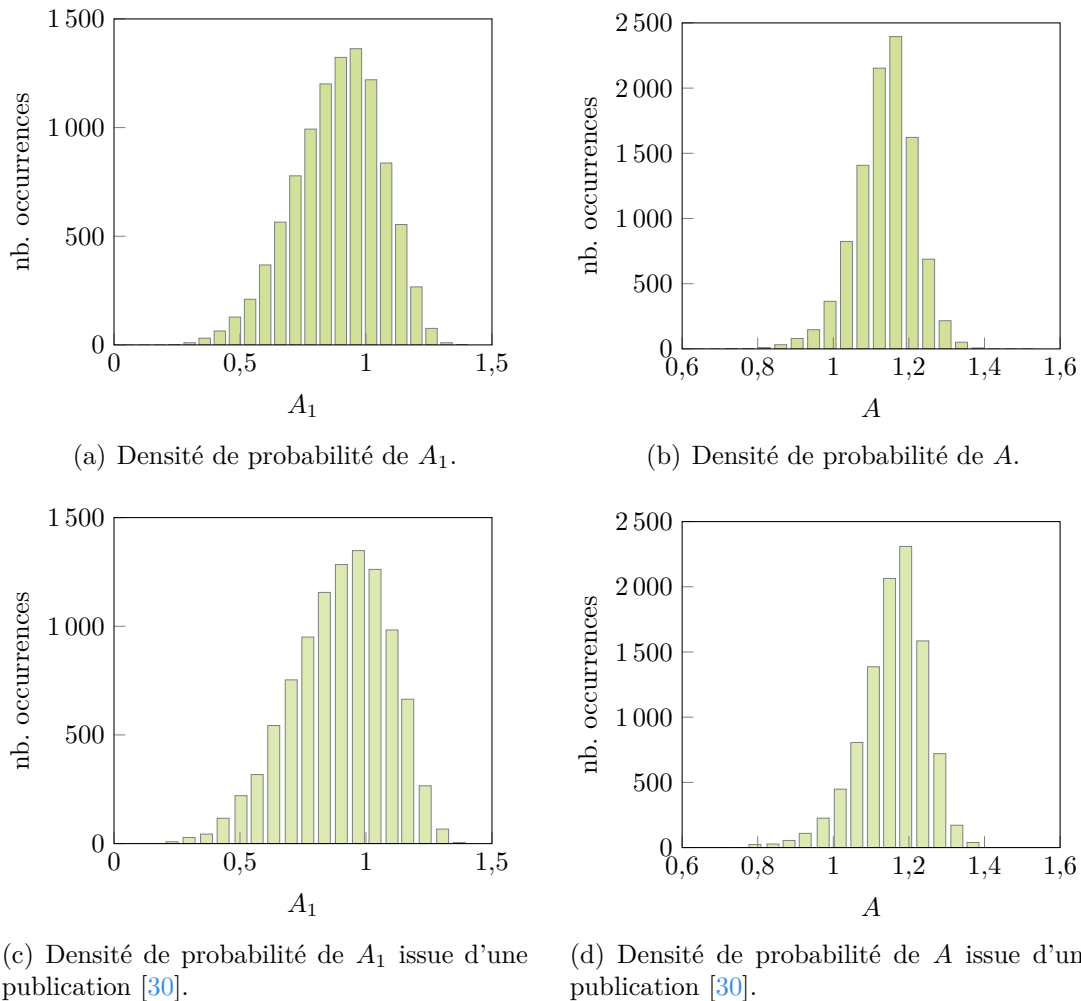 1 500
1 000
500
0
nb. occurrences
0
0,5
1
1,5
A₁
(a) Densité de probabilité de A₁.
2 500
2 000
1 500
1 000
500
0
nb. occurrences
0,6
0,8
1
1,2
1,4
1,6
A
(b) Densité de probabilité de A.
1 500
1 000
500
0
nb. occurrences
0
0,5
1
1,5
A₁
(c) Densité de probabilité de A₁ issue d'une
publication [30].
2 500
2 000
1 500
1 000
500
0
nb. occurrences
0,6
0,8
1
1,2
1,4
1,6
A
(d) Densité de probabilité de A issue d'un
publication [30].